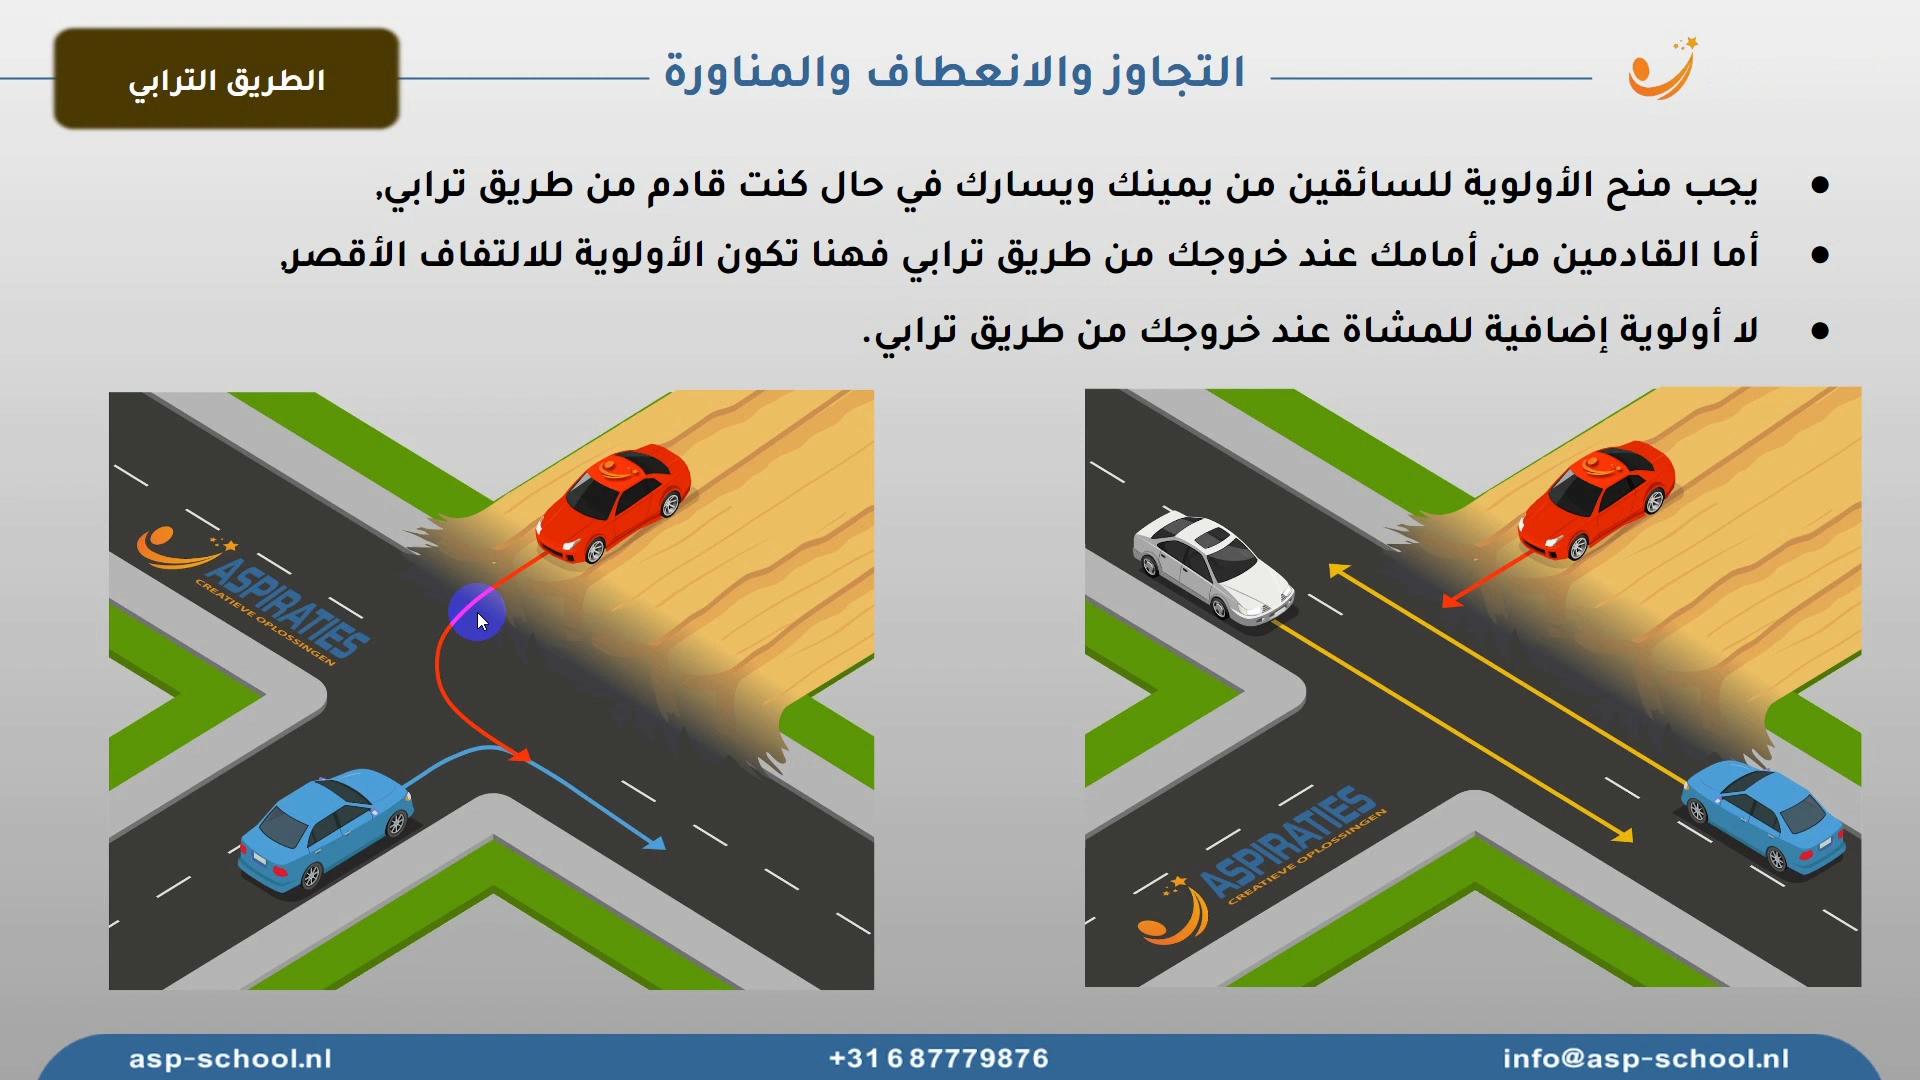 الطريق الترابي
التجاوز والانعطاف والمناورة
يجب منح الأولوية للسائقين من يمينك ويسارك في حال كنت قادم من طريق ترابي,
أما القادمين من أمامك عند خروجك من طريق ترابي فهنا تكون الأولوية للالتفاف الأقصر,
لا أولوية إضافية للمشاة عند خروجك من طريق ترابي.
ASPIRATIES
CREATIEVE OPLOSSINGEN
ASPIRATIES
CREATIEVE OPLOSSINGEN
asp-school.nl
+31 6 87779876
info@asp-school.nl